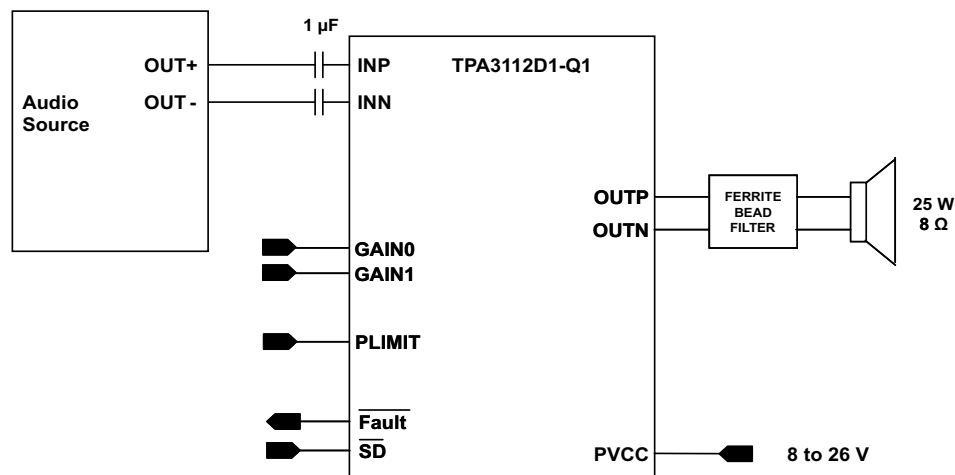 1 µF
OUT+
INP
TPA3112D1-Q1
OUT -
INN
Audio
Source
OUTP
OUTN
FERRITE
BEAD
FILTER
25 W
8 Ω
GAIN0
GAIN1
PLIMIT
Fault
SD
PVCC
8 to 26 V